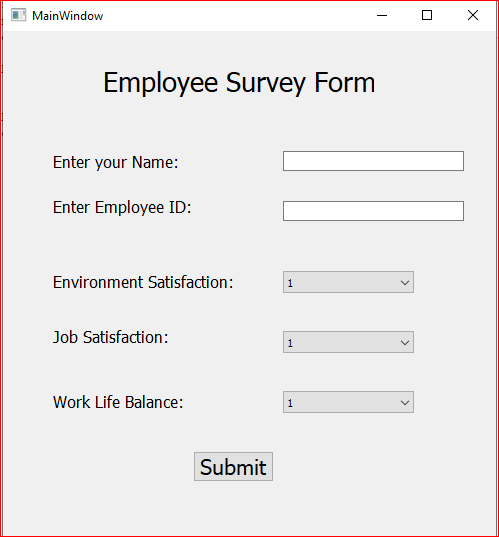 MainWindow
Employee Survey Form
Enter your Name:
Enter Employee ID:
Environment Satisfaction: 1
Job Satisfaction: 1
Work Life Balance: 1
Submit